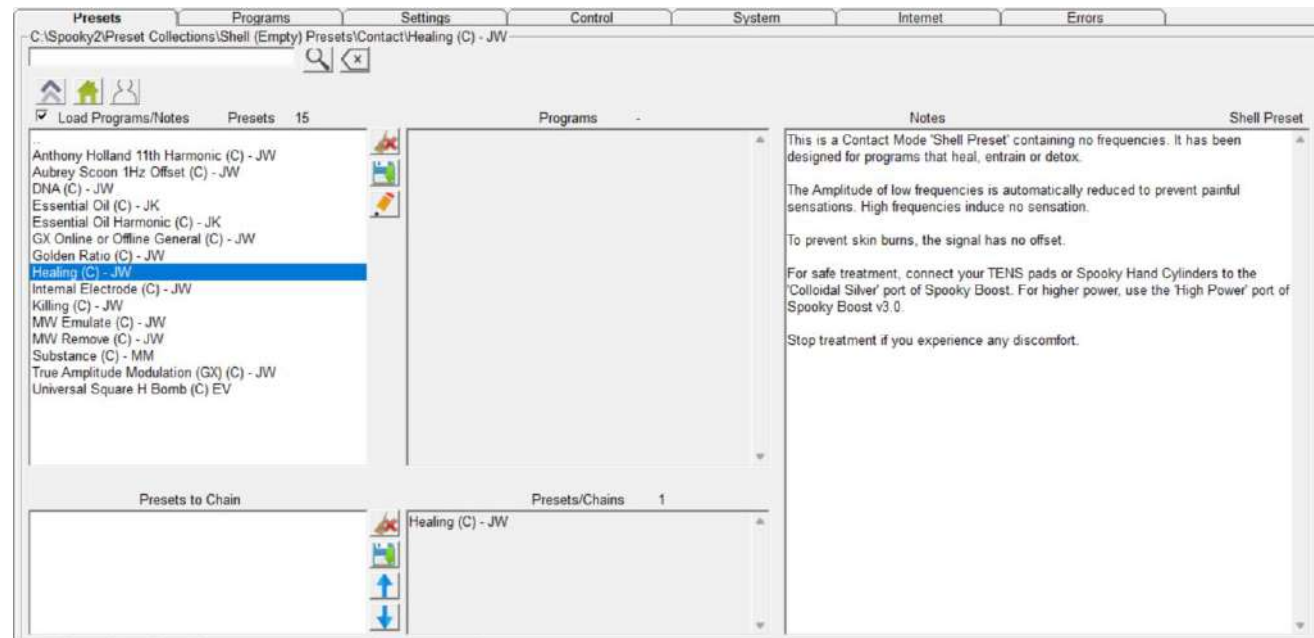 Presets Programs Settings Control System Internet Errors
C:\Spooky2\Preset Collections\Shell (Empty) Presets\Contact\Healing (C) - JW
Load Programs/Notes Presets 15 Programs - Notes Shell Preset
..
Anthony Holland 11th Harmonic (C) - JW
Aubrey Scoon 1Hz Offset (C) - JW
DNA (C) - JW
Essential Oil (C) - JK
Essential Oil Harmonic (C) - JK
GX Online or Offline General (C) - JW
Golden Ratio (C) - JW
Healing (C) - JW
Internal Electrode (C) - JW
Killing (C) - JW
MW Emulate (C) - JW
MW Remove (C) - JW
Substance (C) - MM
True Amplitude Modulation (GX) (C) - JW
Universal Square H Bomb (C) EV
This is a Contact Mode 'Shell Preset' containing no frequencies. It has been
designed for programs that heal, entrain or detox.
The Amplitude of low frequencies is automatically reduced to prevent painful
sensations. High frequencies induce no sensation.
To prevent skin burns, the signal has no offset.
For safe treatment, connect your TENS pads or Spooky Hand Cylinders to the
'Colloidal Silver' port of Spooky Boost. For higher power, use the 'High Power' port of
Spooky Boost v3.0.
Stop treatment if you experience any discomfort.
Presets to Chain Presets/Chains 1
Healing (C) - JW